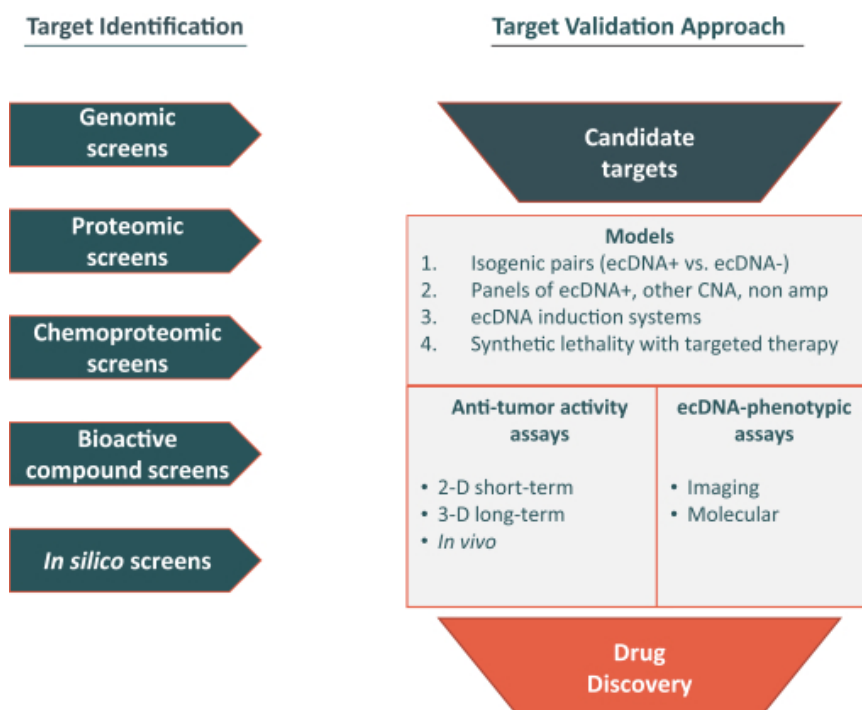 Target Identification
Genomic
screens
Proteomic
screens
Chemoproteomic
screens
Bioactive
compound screens
In silico screens
Target Validation Approach
Candidate
targets
Models
1. Isogenic pairs (ecDNA+ vs. ecDNA-)
2. Panels of ecDNA+, other CNA, non amp
3. ecDNA induction systems
4. Synthetic lethality with targeted therapy
Anti-tumor activity
assays
• 2-D short-term
• 3-D long-term
• In vivo
ecDNA-phenotypic
assays
• Imaging
• Molecular
Drug
Discovery